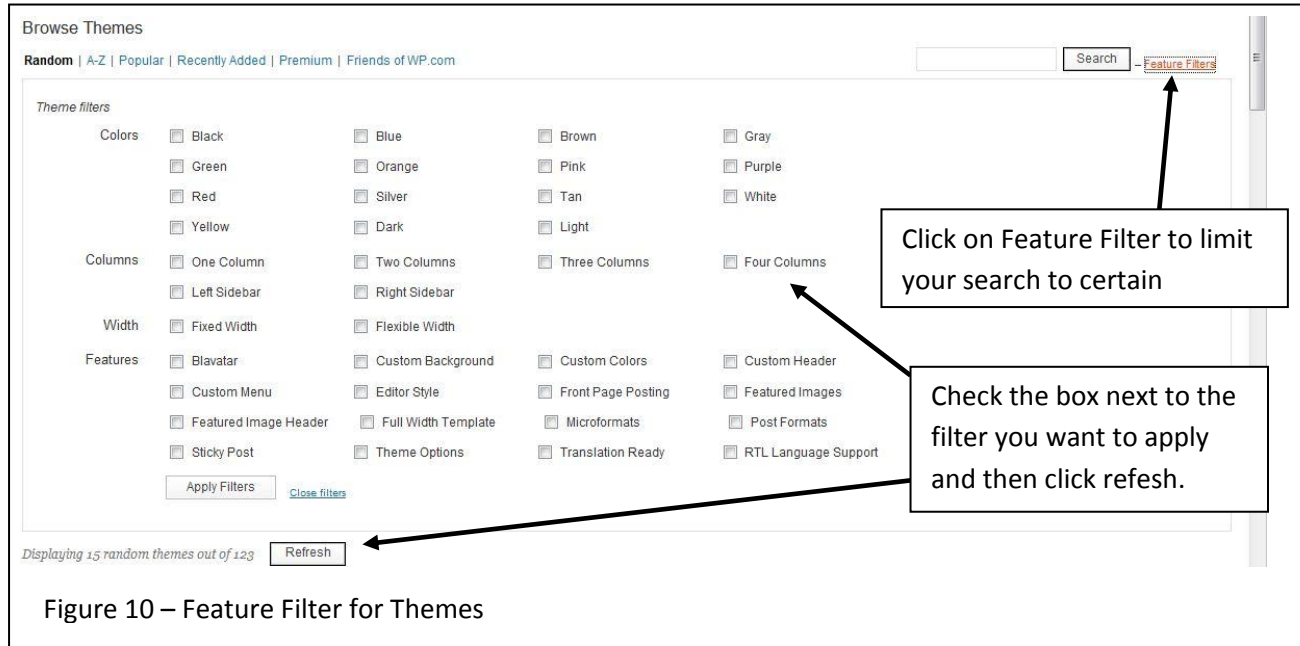 Browse Themes
Random | A-Z | Popular | Recently Added | Premium | Friends of WP.com
Search – Feature Filters
Theme filters
Colors Black Blue Brown Gray
Green Orange Pink Purple
Red Silver Tan White
Yellow Dark Light
Click on Feature Filter to limit
your search to certain
Columns One Column Two Columns Three Columns Four Columns
Left Sidebar Right Sidebar
Width Fixed Width Flexible Width
Features Blavatar Custom Background Custom Colors Custom Header
Custom Menu Editor Style Front Page Posting Featured Images
Featured Image Header Full Width Template Microformats Post Formats
Sticky Post Theme Options Translation Ready RTL Language Support
Check the box next to the
filter you want to apply
and then click refesh.
Apply Filters Close filters
Displaying 15 random themes out of 123 Refresh
Figure 10 – Feature Filter for Themes